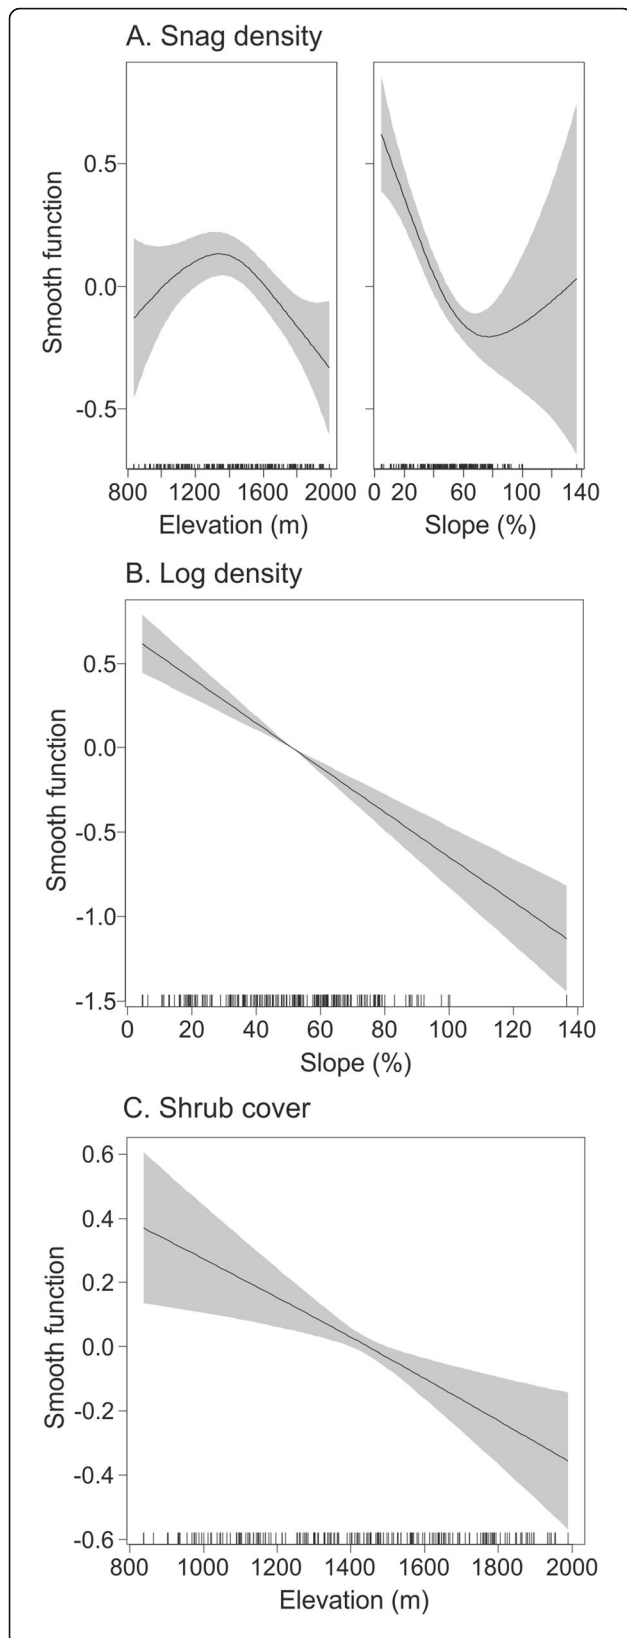 A. Snag density
Smooth function
0.5
0.0
-0.5
800 1200 1600 2000
Elevation (m)
0 20 60 100 140
Slope (%)
B. Log density
Smooth function
0.5
0.0
-0.5
-1.0
-1.5
0 20 40 60 80 100 120 140
Slope (%)
C. Shrub cover
Smooth function
0.6
0.4
0.2
0.0
-0.2
-0.4
-0.6
800 1000 1200 1400 1600 1800 2000
Elevation (m)